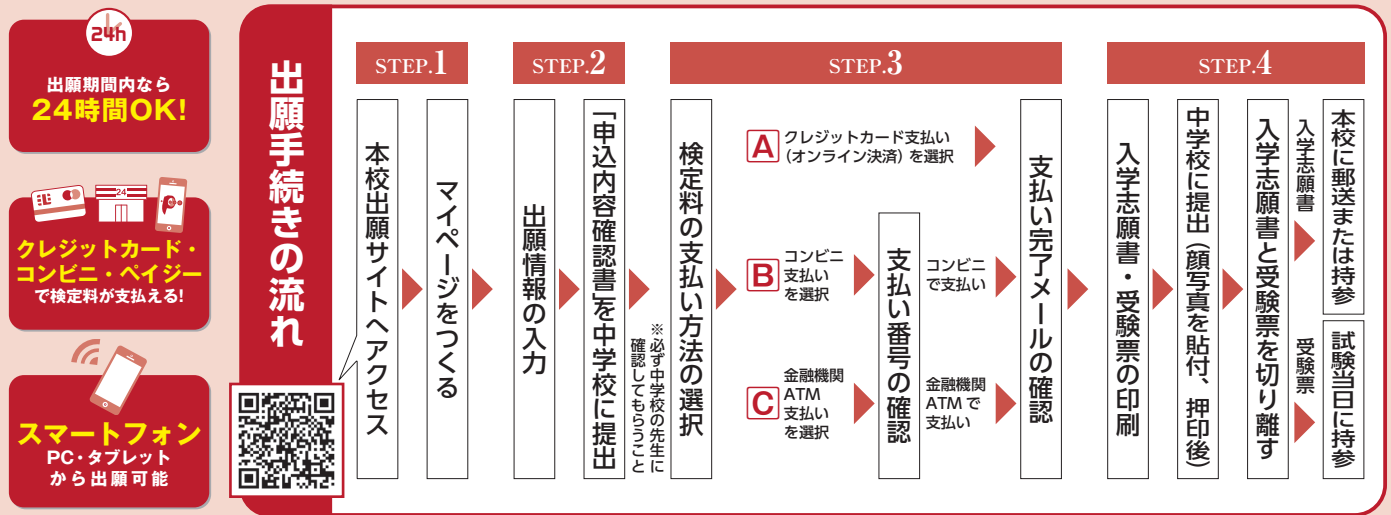 24h
出願期間内なら
24時間OK!
24
クレジットカード・
コンビニ・ペイジー
で検定料が支払える!
スマートフォン
PC・タブレット
から出願可能
出願手続きの流れ
STEP.1
本校出願サイトへアクセス
マイページをつくる
STEP.2
出願情報の入力
「申込内容確認書」を中学校に提出
※必ず中学校の先生に
確認してもらうこと
STEP.3
検定料の支払い方法の選択
A
クレジットカード支払い
(オンライン決済)を選択
B
コンビニ
支払い
を選択
C
金融機関
ATM
支払い
を選択
支払い番号の確認
コンビニ
で支払い
金融機関
ATMで
支払い
支払い完了メールの確認
STEP.4
入学志願書・受験票の印刷
中学校に提出(顔写真を貼付、押印後)
入学志願書と受験票を切り離す
入学志願書
本校に郵送または持参
受験票
試験当日に持参